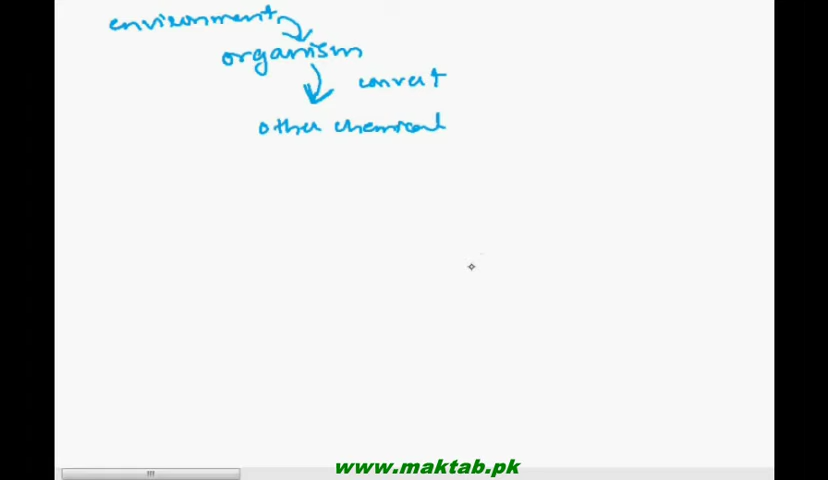 environment
organism
convert
other chemical
www.maktab.pk